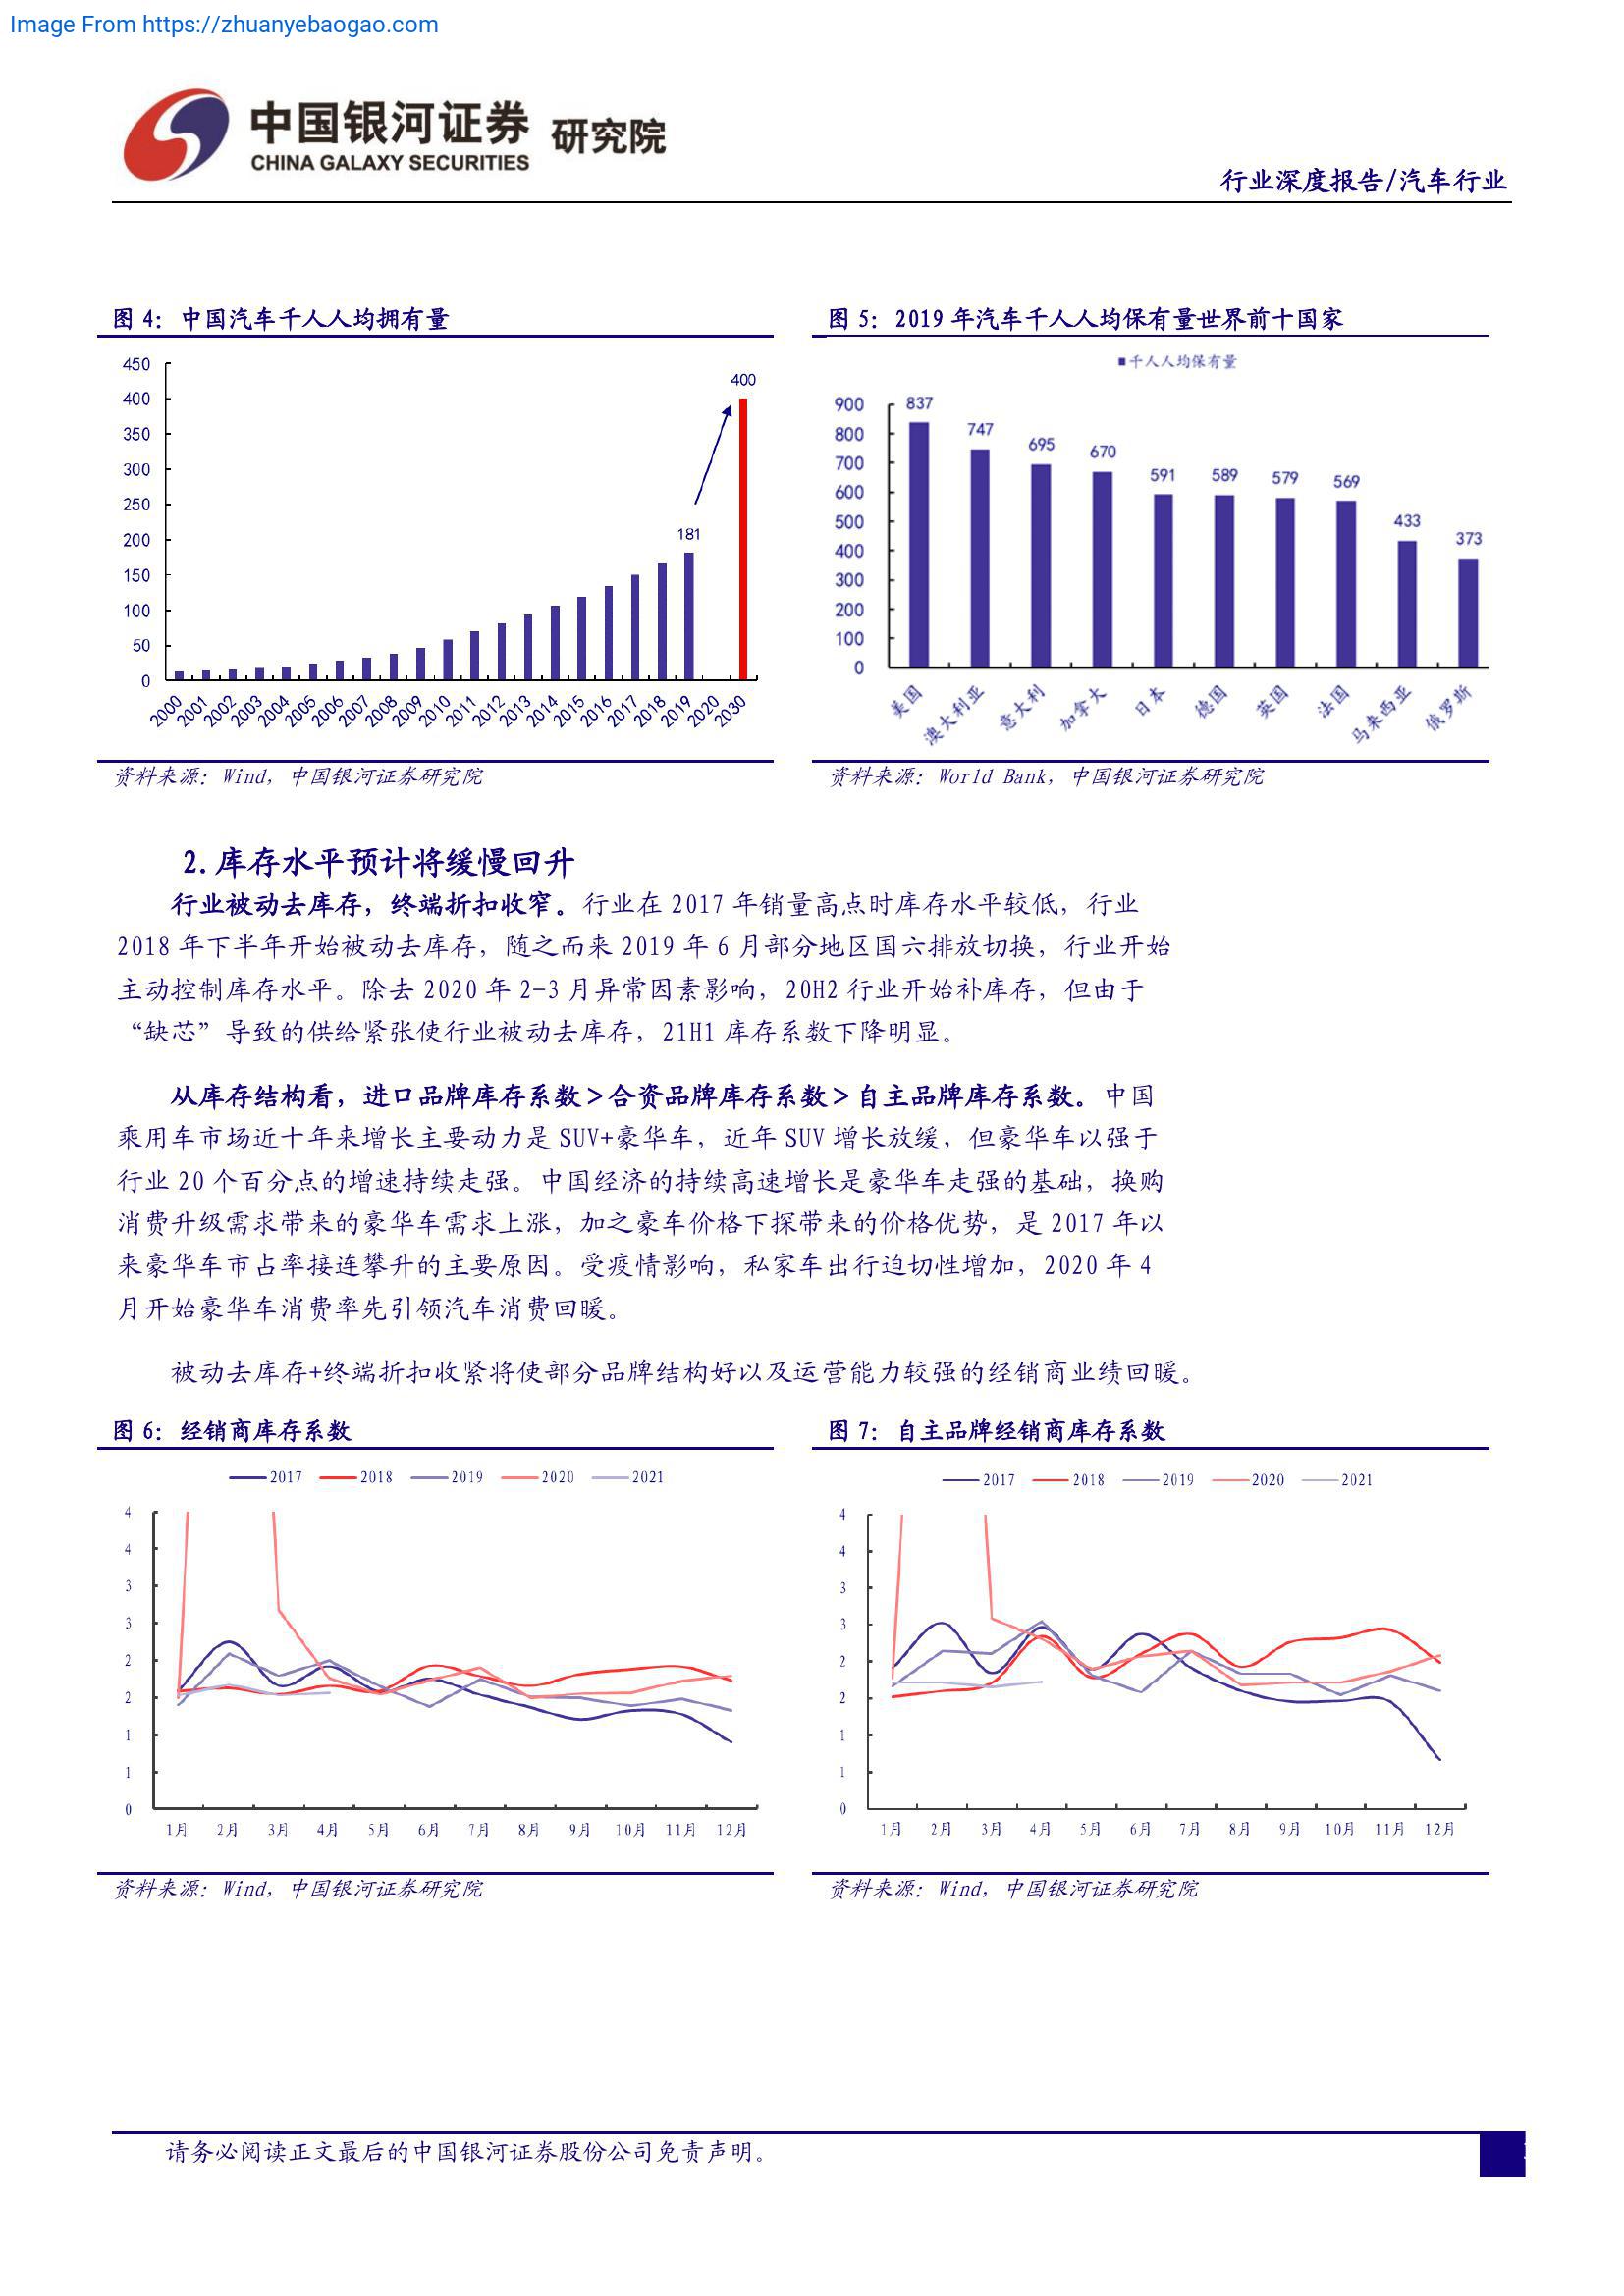 Image From https://zhuanyebaogao.com
中国银河证券 研究院
CHINA GALAXY SECURITIES
行业深度报告/汽车行业
图 4：中国汽车千人人均拥有量
450
400
350
300
250
200
150
100
50
0
181
400
2000 2001 2002 2003 2004 2005 2006 2007 2008 2009 2010 2011 2012 2013 2014 2015 2016 2017 2018 2019 2020 2030
资料来源：Wind，中国银河证券研究院
图 5：2019 年汽车千人人均保有量世界前十国家
■千人人均保有量
900
800
700
600
500
400
300
200
100
0
837 747 695 670 591 589 579 569 433 373
美国 澳大利亚 意大利 加拿大 日本 德国 英国 法国 马来西亚 俄罗斯
资料来源：World Bank，中国银河证券研究院
2.库存水平预计将缓慢回升
行业被动去库存，终端折扣收窄。行业在 2017 年销量高点时库存水平较低，行业
2018 年下半年开始被动去库存，随之而来 2019 年 6 月部分地区国六排放切换，行业开始
主动控制库存水平。除去 2020 年 2-3 月异常因素影响，20H2 行业开始补库存，但由于
“缺芯”导致的供给紧张使行业被动去库存，21H1 库存系数下降明显。
从库存结构看，进口品牌库存系数>合资品牌库存系数>自主品牌库存系数。中国
乘用车市场近十年来增长主要动力是 SUV+豪华车，近年 SUV 增长放缓，但豪华车以强于
行业 20 个百分点的增速持续走强。中国经济的持续高速增长是豪华车走强的基础，换购
消费升级需求带来的豪华车需求上涨，加之豪车价格下探带来的价格优势，是 2017 年以
来豪华车市占率接连攀升的主要原因。受疫情影响，私家车出行迫切性增加，2020 年 4
月开始豪华车消费率先引领汽车消费回暖。
被动去库存+终端折扣收紧将使部分品牌结构好以及运营能力较强的经销商业绩回暖。
图 6：经销商库存系数
2017 2018 2019 2020 2021
4
4
3
3
2
2
1
1
0
1月 2月 3月 4月 5月 6月 7月 8月 9月 10月 11月 12月
资料来源：Wind，中国银河证券研究院
图 7：自主品牌经销商库存系数
2017 2018 2019 2020 2021
4
4
3
3
2
2
1
1
0
1月 2月 3月 4月 5月 6月 7月 8月 9月 10月 11月 12月
资料来源：Wind，中国银河证券研究院
请务必阅读正文最后的中国银河证券股份公司免责声明。